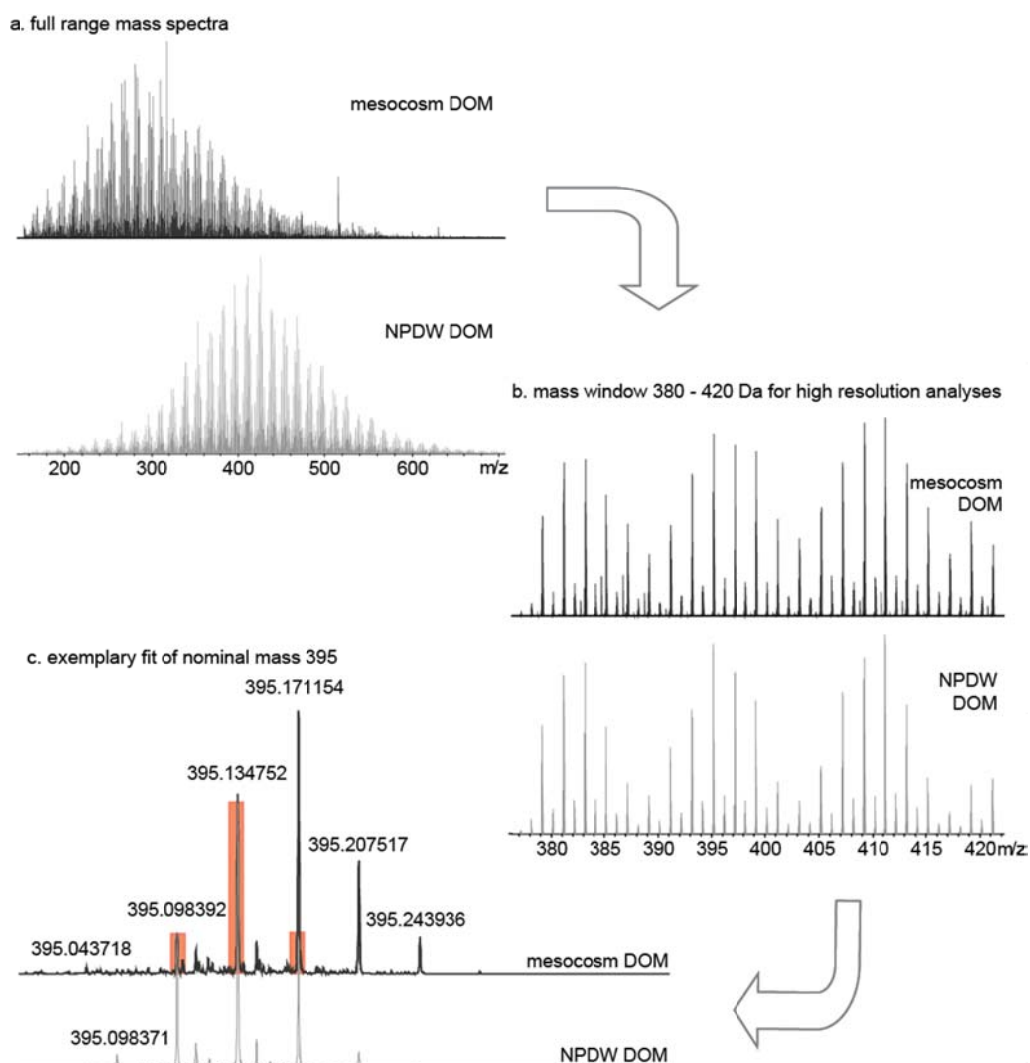 a. full range mass spectra
mesocosm DOM
NPDW DOM
200 300 400 500 600 m/z
b. mass window 380 - 420 Da for high resolution analyses
mesocosm
DOM
NPDW
DOM
380 385 390 395 400 405 410 415 420 m/z
c. exemplary fit of nominal mass 395
395.171154
395.134752
395.207517
395.098392
395.243936
395.043718
mesocosm DOM
395.098371
NPDW DOM